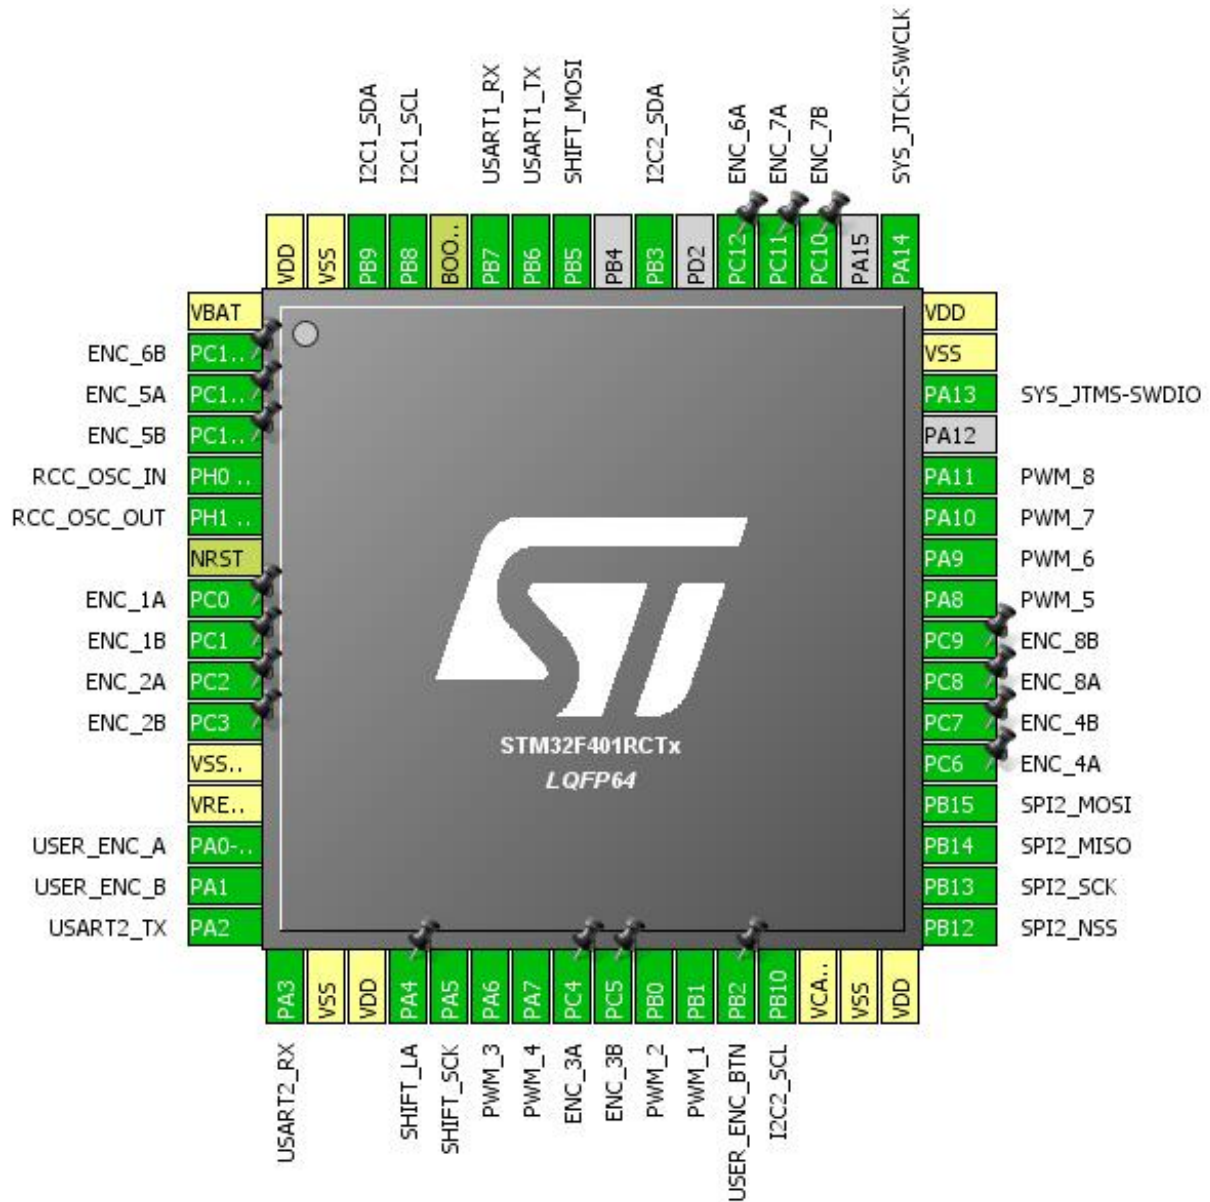 I2C1_SDA
I2C1_SCL
USART1_RX
USART1_TX
SHIFT_MOSI
I2C2_SDA
ENC_6A
ENC_7A
ENC_7B
SYS_JTCK-SWCLK
VDD
VSS
PB9
PB8
BOO..
PB7
PB6
PB5
PB4
PB3
PD2
PC12
PC11
PC10
PA15
PA14
VBAT
ENC_6B PC1..
ENC_5A PC1..
ENC_5B PC1..
RCC_OSC_IN PH0 ..
RCC_OSC_OUT PH1 ..
NRST
ENC_1A PC0
ENC_1B PC1
ENC_2A PC2
ENC_2B PC3
VSS..
VRE..
USER_ENC_A PA0-..
USER_ENC_B PA1
USART2_TX PA2
ST
STM32F401RCTx
LQFP64
VDD
VSS
PA13 SYS_JTMS-SWDIO
PA12
PA11 PWM_8
PA10 PWM_7
PA9 PWM_6
PA8 PWM_5
PC9 ENC_8B
PC8 ENC_8A
PC7 ENC_4B
PC6 ENC_4A
PB15 SPI2_MOSI
PB14 SPI2_MISO
PB13 SPI2_SCK
PB12 SPI2_NSS
PA3
VSS
VDD
PA4
PA5
PA6
PA7
PC4
PC5
PB0
PB1
PB2
PB10
VCA..
VSS
VDD
USART2_RX
SHIFT_LA
SHIFT_SCK
PWM_3
PWM_4
ENC_3A
ENC_3B
PWM_2
PWM_1
USER_ENC_BTN
I2C2_SCL